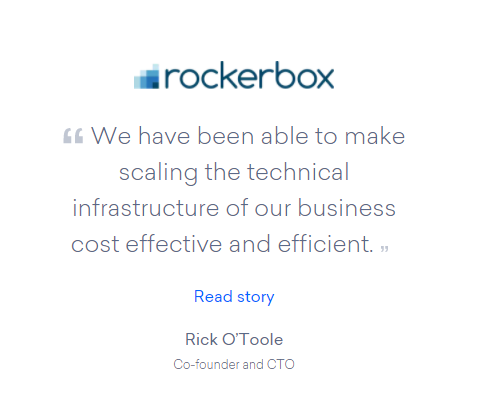 rockerbox
“ We have been able to make
scaling the technical
infrastructure of our business
cost effective and efficient. ”
Read story
Rick O’Toole
Co-founder and CTO